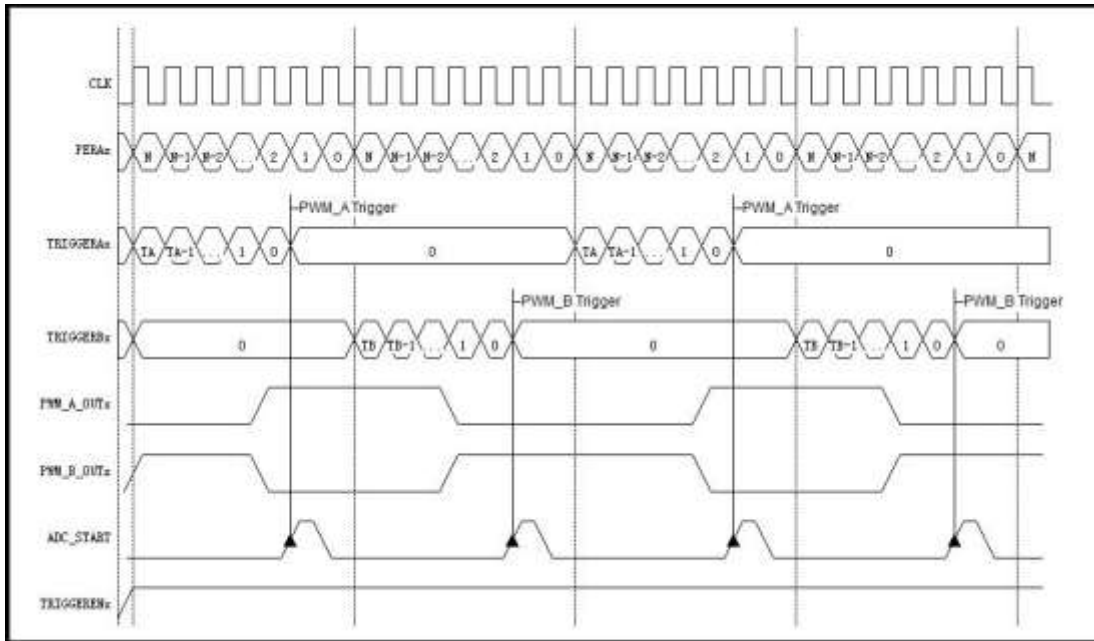 CLK
PERAx N N-1 N-2 ... 2 1 0 N N-1 N-2 ... 2 1 0 N N-1 N-2 ... 2 1 0 N N-1 N-2 ... 2 1 0 N
PWM_A Trigger PWM_A Trigger
TRIGGERAx TA TA-1 ... 1 0 0 TA TA-1 ... 1 0 0
PWM_B Trigger PWM_B Trigger
TRIGGERBx 0 TB TB-1 ... 1 0 0 TB TB-1 ... 1 0 0
PWM_A_OUTx
PWM_B_OUTx
ADC_START
TRIGGERENx